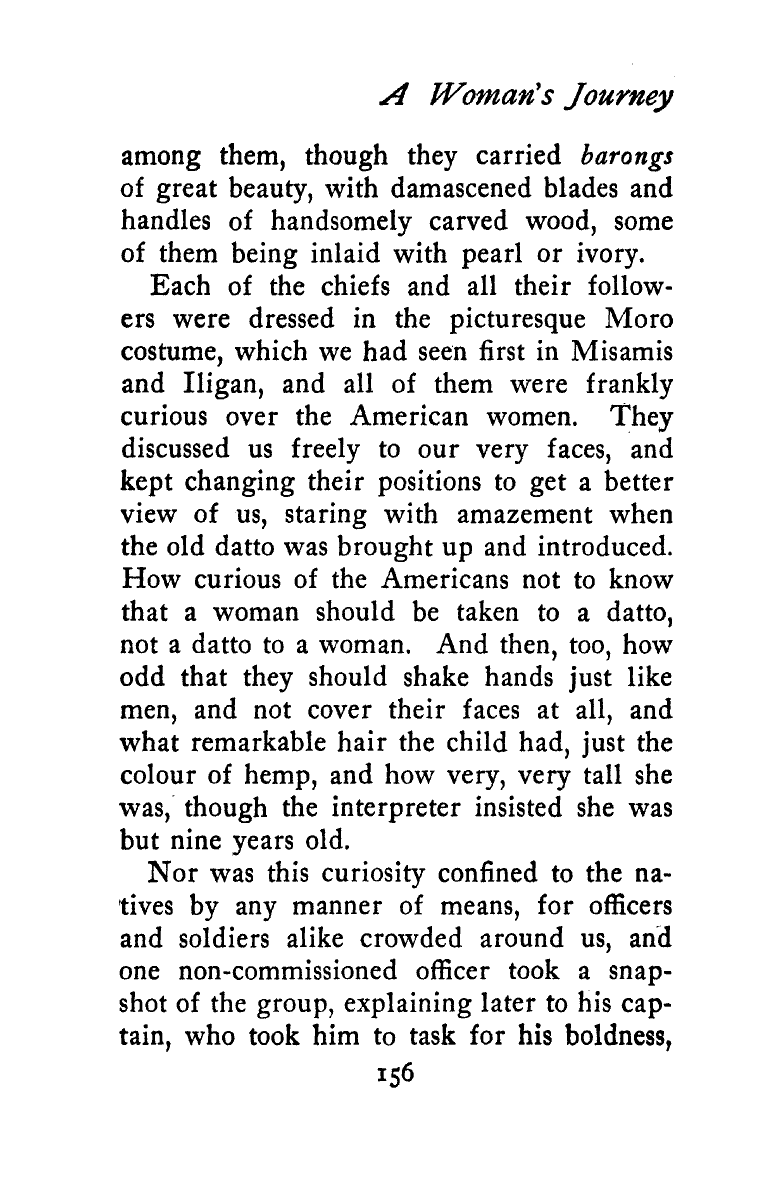 A Woman's Journey
among them, though they carried barongs
of great beauty, with damascened blades and
handles of handsomely carved wood, some
of them being inlaid with pearl or ivory.
Each of the chiefs and all their follow-
ers were dressed in the picturesque Moro
costume, which we had seen first in Misamis
and Iligan, and all of them were frankly
curious over the American women. They
discussed us freely to our very faces, and
kept changing their positions to get a better
view of us, staring with amazement when
the old datto was brought up and introduced.
How curious of the Americans not to know
that a woman should be taken to a datto,
not a datto to a woman. And then, too, how
odd that they should shake hands just like
men, and not cover their faces at all, and
what remarkable hair the child had, just the
colour of hemp, and how very, very tall she
was, though the interpreter insisted she was
but nine years old.
Nor was this curiosity confined to the na-
tives by any manner of means, for officers
and soldiers alike crowded around us, and
one non-commissioned officer took a snap-
shot of the group, explaining later to his cap-
tain, who took him to task for his boldness,
156